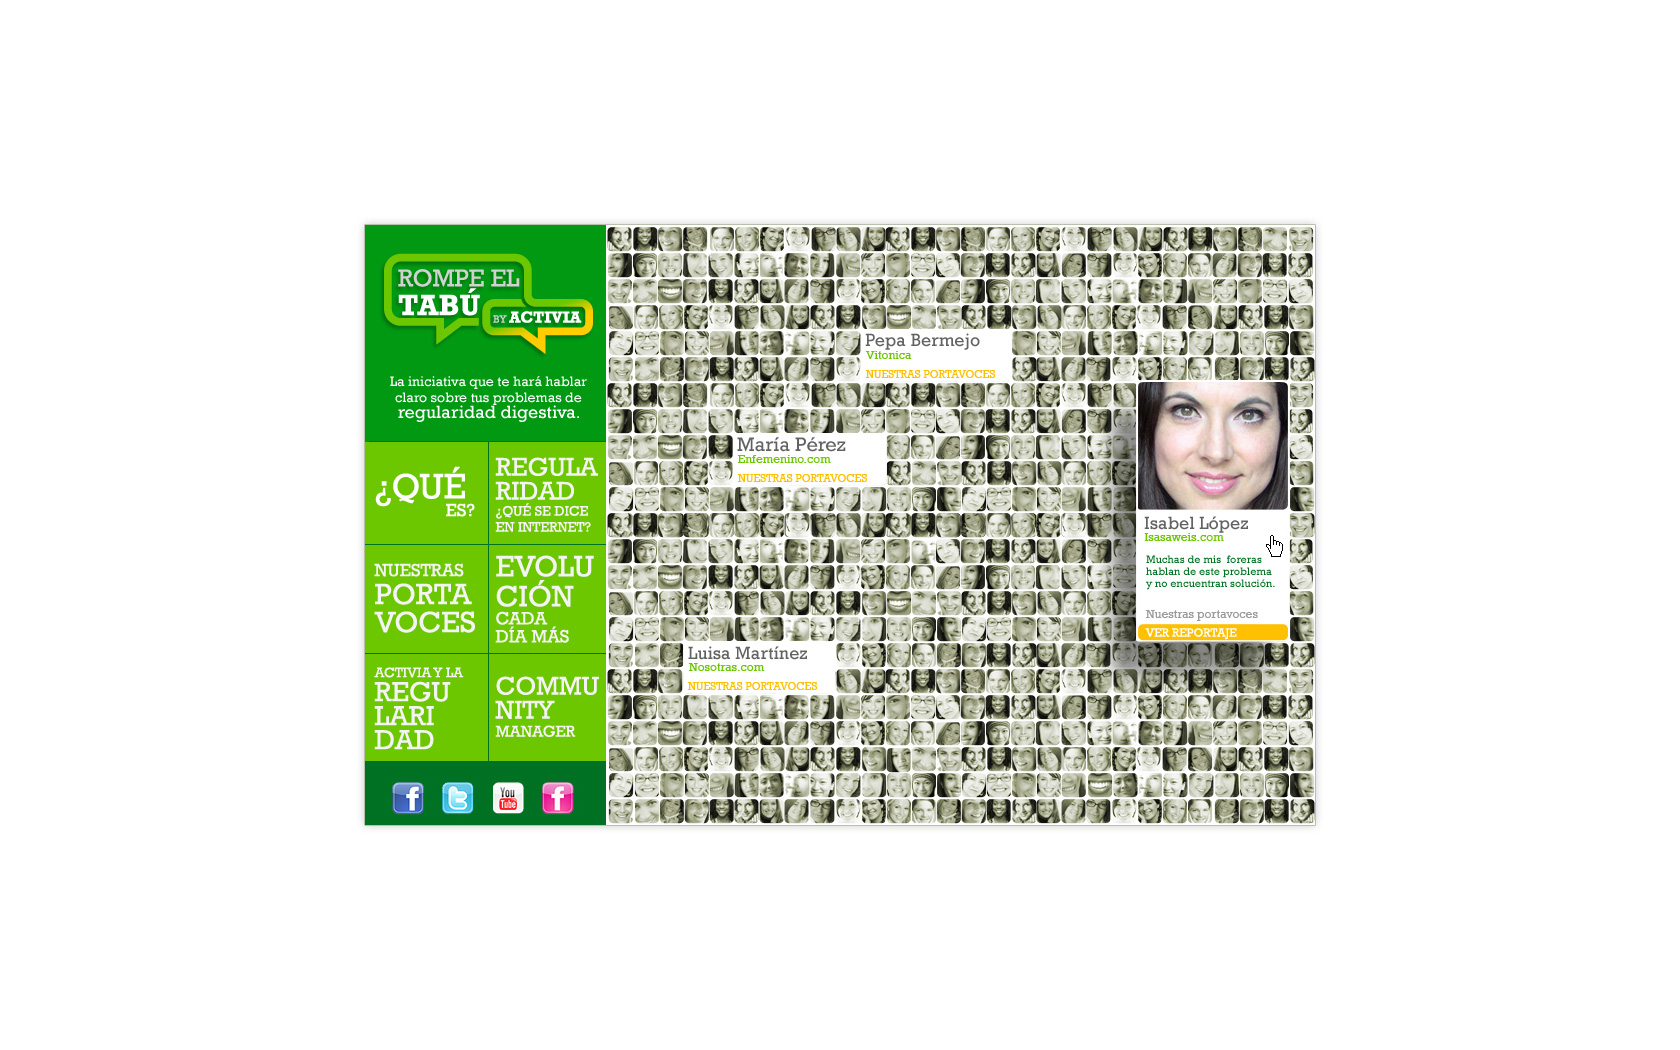 ROMPE EL
TABÚ
BY ACTIVIA
La iniciativa que te hará hablar
claro sobre tus problemas de
regularidad digestiva.
¿QUÉ
ES?
REGULA
RIDAD
¿QUÉ SE DICE
EN INTERNET?
NUESTRAS
PORTA
VOCES
EVOLU
CIÓN
CADA
DÍA MÁS
ACTIVIA Y LA
REGU
LARI
DAD
COMMU
NITY
MANAGER
f
t
You
Tube
f
Pepa Bermejo
Vitonica
NUESTRAS PORTAVOCES
María Pérez
Enfemenino.com
NUESTRAS PORTAVOCES
Isabel López
Isasaweis.com
Muchas de mis foreras
hablan de este problema
y no encuentran solución.
Nuestras portavoces
VER REPORTAJE
Luisa Martínez
Nosotras.com
NUESTRAS PORTAVOCES